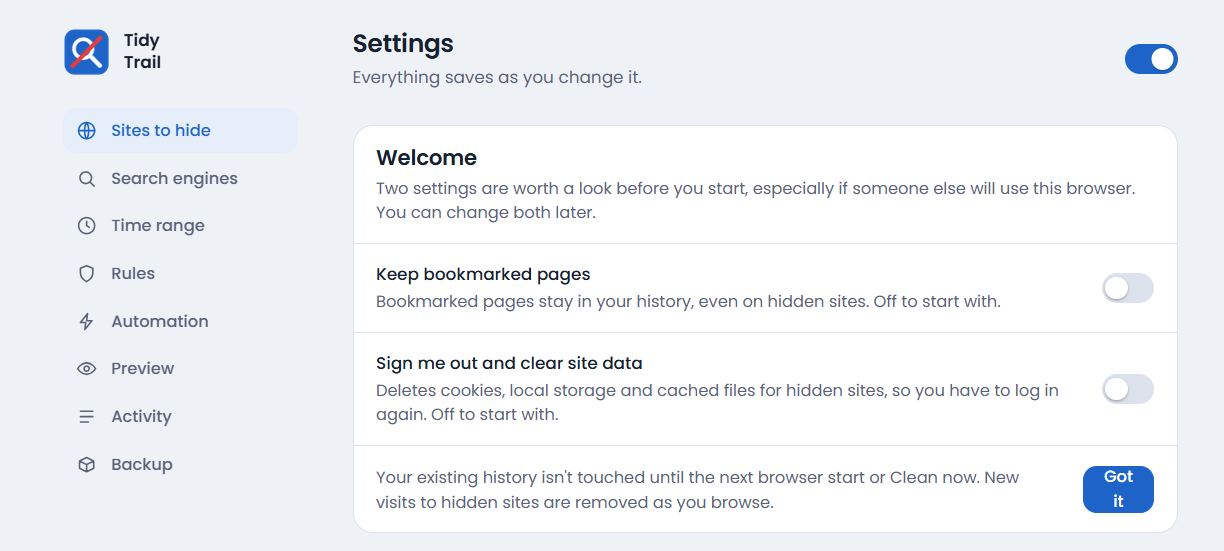 Tidy
Trail
Sites to hide
Search engines
Time range
Rules
Automation
Preview
Activity
Backup
Settings
Everything saves as you change it.
Welcome
Two settings are worth a look before you start, especially if someone else will use this browser.
You can change both later.
Keep bookmarked pages
Bookmarked pages stay in your history, even on hidden sites. Off to start with.
Sign me out and clear site data
Deletes cookies, local storage and cached files for hidden sites, so you have to log in
again. Off to start with.
Your existing history isn't touched until the next browser start or Clean now. New
visits to hidden sites are removed as you browse.
Got
it